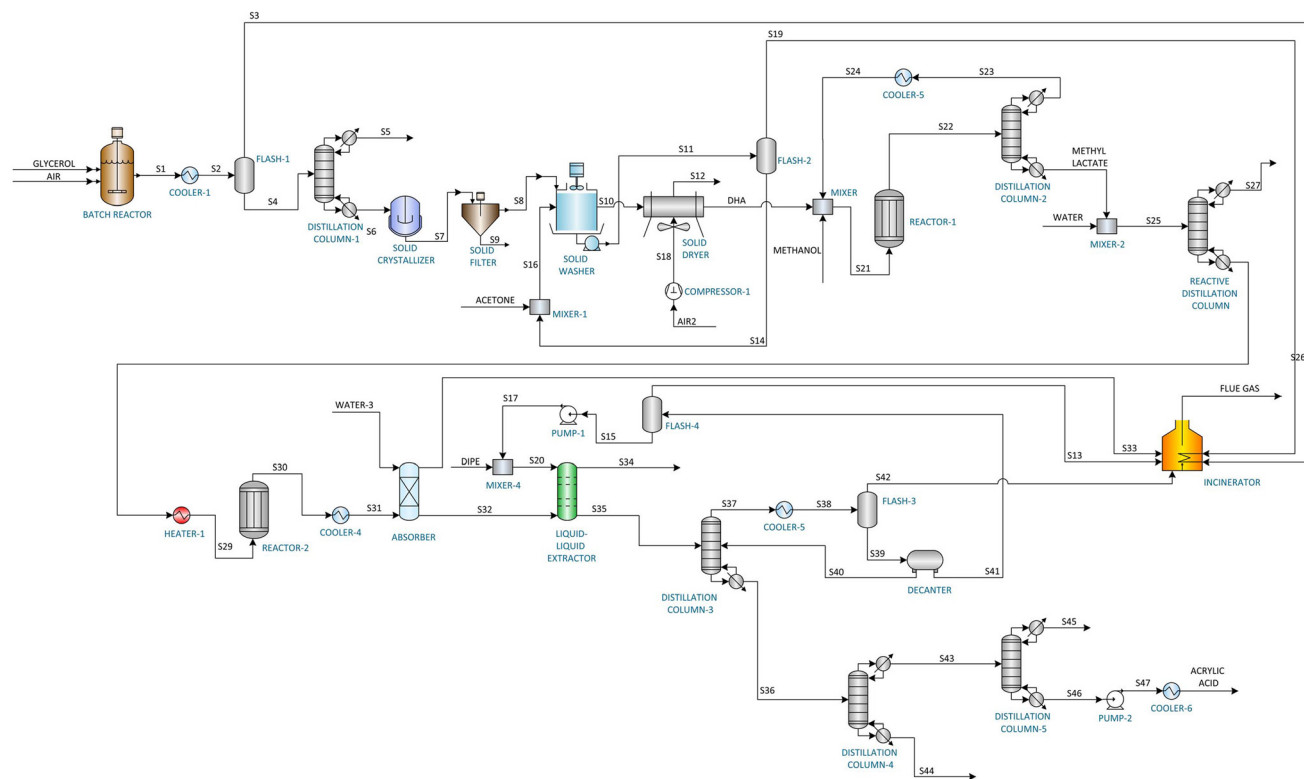 S3
S19
S24
S23
COOLER-5
S5
S22
S11
FLASH-1
FLASH-2
METHYL
LACTATE
GLYCEROL
AIR
S1
S2
COOLER-1
S4
S12
DISTILLATION
COLUMN-2
S27
BATCH REACTOR
S8
S10
DHA
MIXER
REACTOR-1
WATER
S25
MIXER-2
DISTILLATION
COLUMN-1
S6
SOLID
CRYSTALLIZER
S7
SOLID
FILTER
S9
SOLID
WASHER
SOLID
DRYER
S18
S16
METHANOL
S21
REACTIVE
DISTILLATION
COLUMN
ACETONE
MIXER-1
COMPRESSOR-1
AIR2
S14
S26
FLUE GAS
WATER-3
S17
PUMP-1
S15
FLASH-4
DIPE
MIXER-4
S20
S34
S13
S33
INCINERATOR
S30
S42
FLASH-3
HEATER-1
S29
REACTOR-2
COOLER-4
S31
ABSORBER
S32
LIQUID-
LIQUID
EXTRACTOR
S35
S37
COOLER-5
S38
S39
S40
S41
DECANTER
DISTILLATION
COLUMN-3
S36
S43
S45
DISTILLATION
COLUMN-5
S46
PUMP-2
S47
COOLER-6
ACRYLIC
ACID
DISTILLATION
COLUMN-4
S44